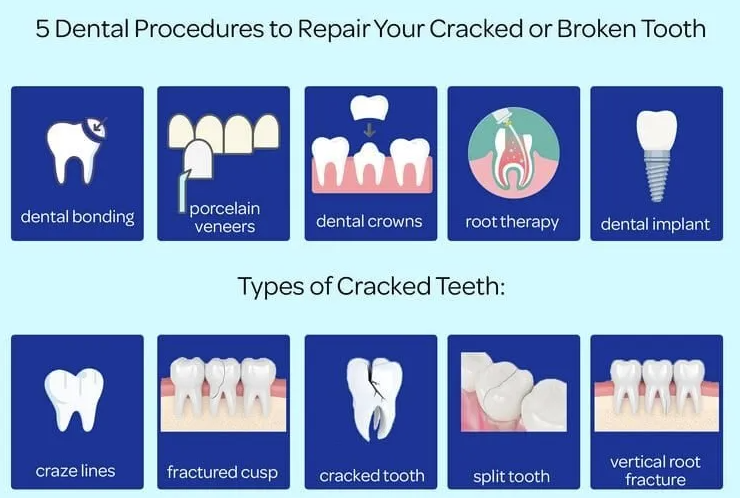 5 Dental Procedures to Repair Your Cracked or Broken Tooth
dental bonding
porcelain
veneers
dental crowns
root therapy
dental implant
Types of Cracked Teeth:
craze lines
fractured cusp
cracked tooth
split tooth
vertical root
fracture